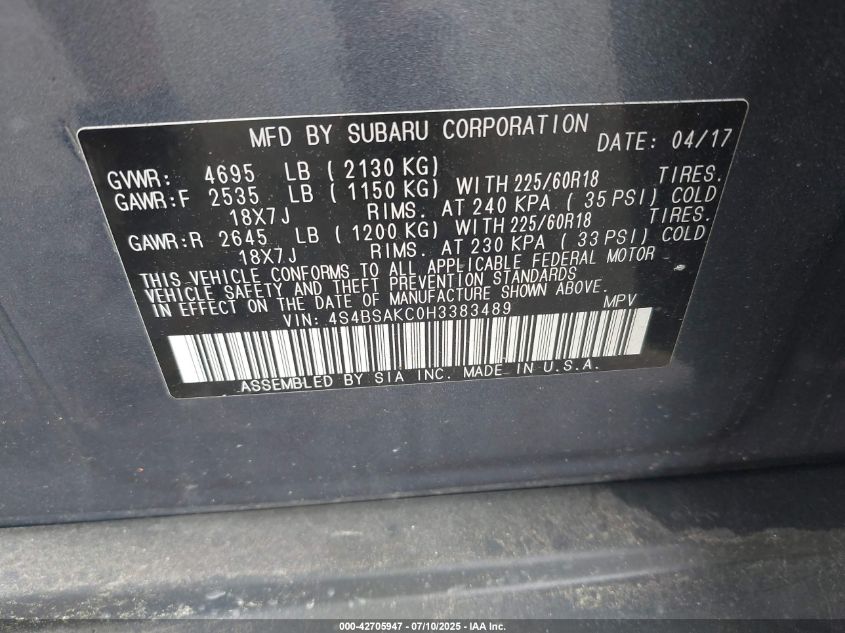 MFD BY SUBARU CORPORATION DATE: 04/17
GVWR: 4695 LB ( 2130 KG)
GAWR:F 2535 LB ( 1150 KG) WITH 225/60R18 TIRES.
18X7J RIMS. AT 240 KPA ( 35 PSI) COLD
GAWR:R 2645 LB ( 1200 KG) WITH 225/60R18 TIRES.
18X7J RIMS. AT 230 KPA ( 33 PSI) COLD
THIS VEHICLE CONFORMS TO ALL APPLICABLE FEDERAL MOTOR
VEHICLE SAFETY AND THEFT PREVENTION STANDARDS
IN EFFECT ON THE DATE OF MANUFACTURE SHOWN ABOVE.
VIN: 4S4BSAKC0H3383489 MPV
ASSEMBLED BY SIA INC. MADE IN U.S.A.
000-42705947 - 07/10/2025 - IAA Inc.